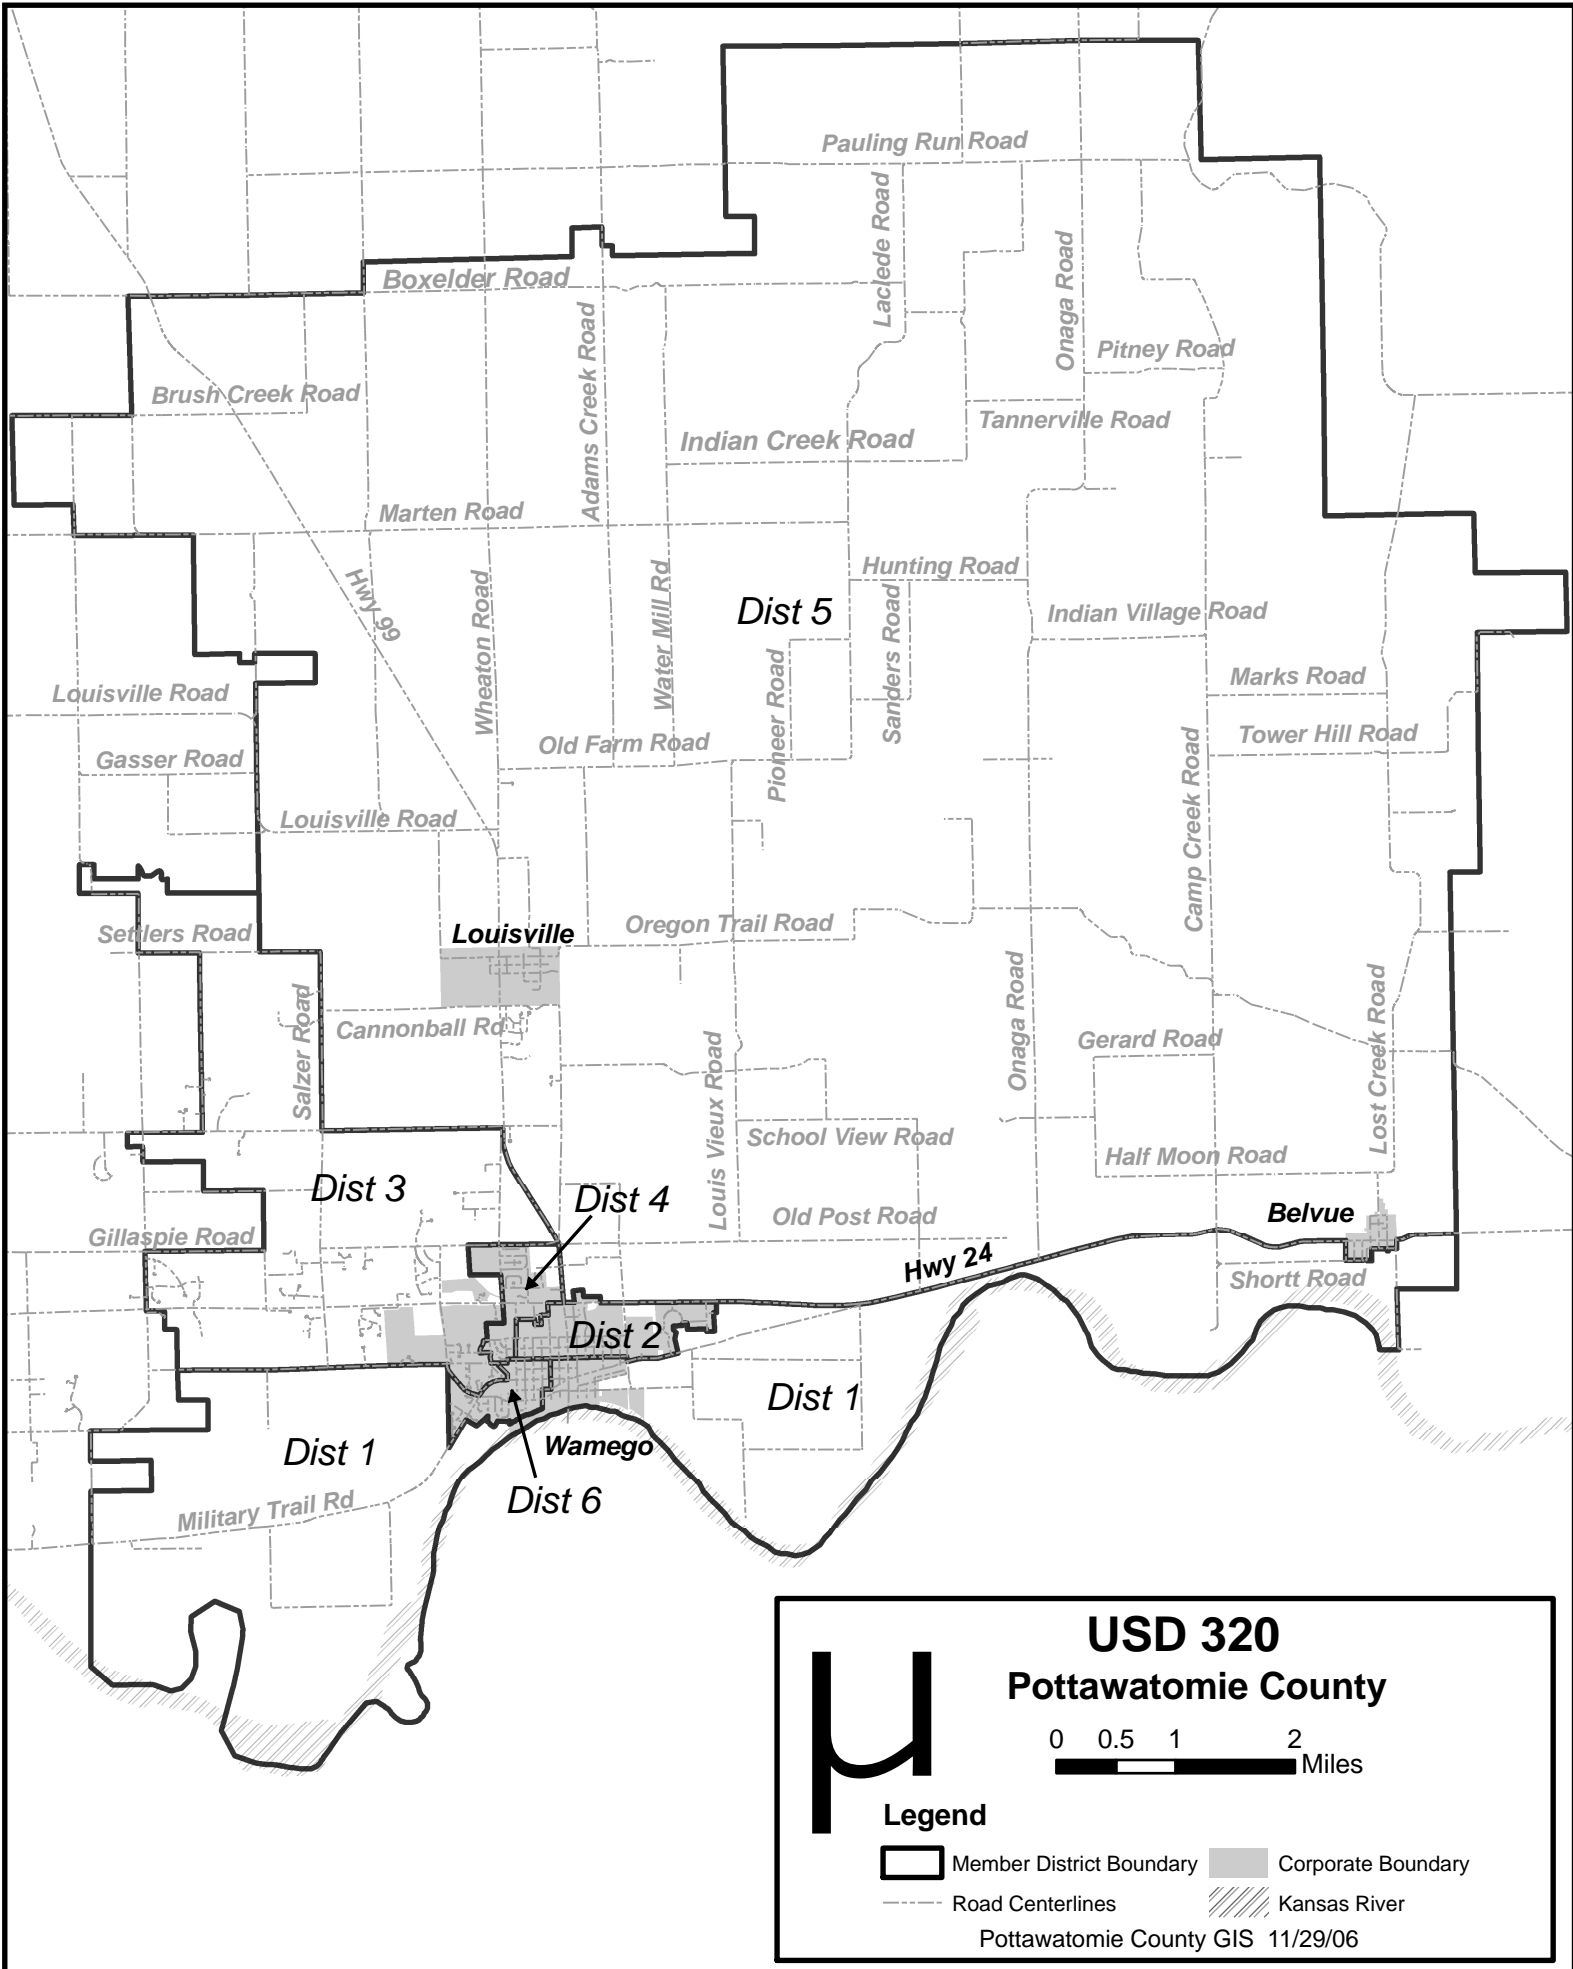 Pauling Run Road
Laclede Road
Onaga Road
Boxelder Road
Adams Creek Road
Pitney Road
Brush Creek Road
Tannerville Road
Indian Creek Road
Marten Road
Hwy 99
Wheaton Road
Water Mill Rd
Hunting Road
Dist 5
Sanders Road
Indian Village Road
Pioneer Road
Marks Road
Louisville Road
Old Farm Road
Tower Hill Road
Gasser Road
Camp Creek Road
Louisville Road
Settlers Road
Louisville
Oregon Trail Road
Salzer Road
Cannonball Rd
Onaga Road
Lost Creek Road
Gerard Road
Louis Vieux Road
School View Road
Half Moon Road
Dist 3
Dist 4
Old Post Road
Belvue
Gillaspie Road
Hwy 24
Shortt Road
Dist 2
Dist 1
Dist 1
Wamego
Dist 6
Military Trail Rd
USD 320
Pottawatomie County
0 0.5 1 2
Miles
µ
Legend
Member District Boundary
Corporate Boundary
Road Centerlines
Kansas River
Pottawatomie County GIS 11/29/06